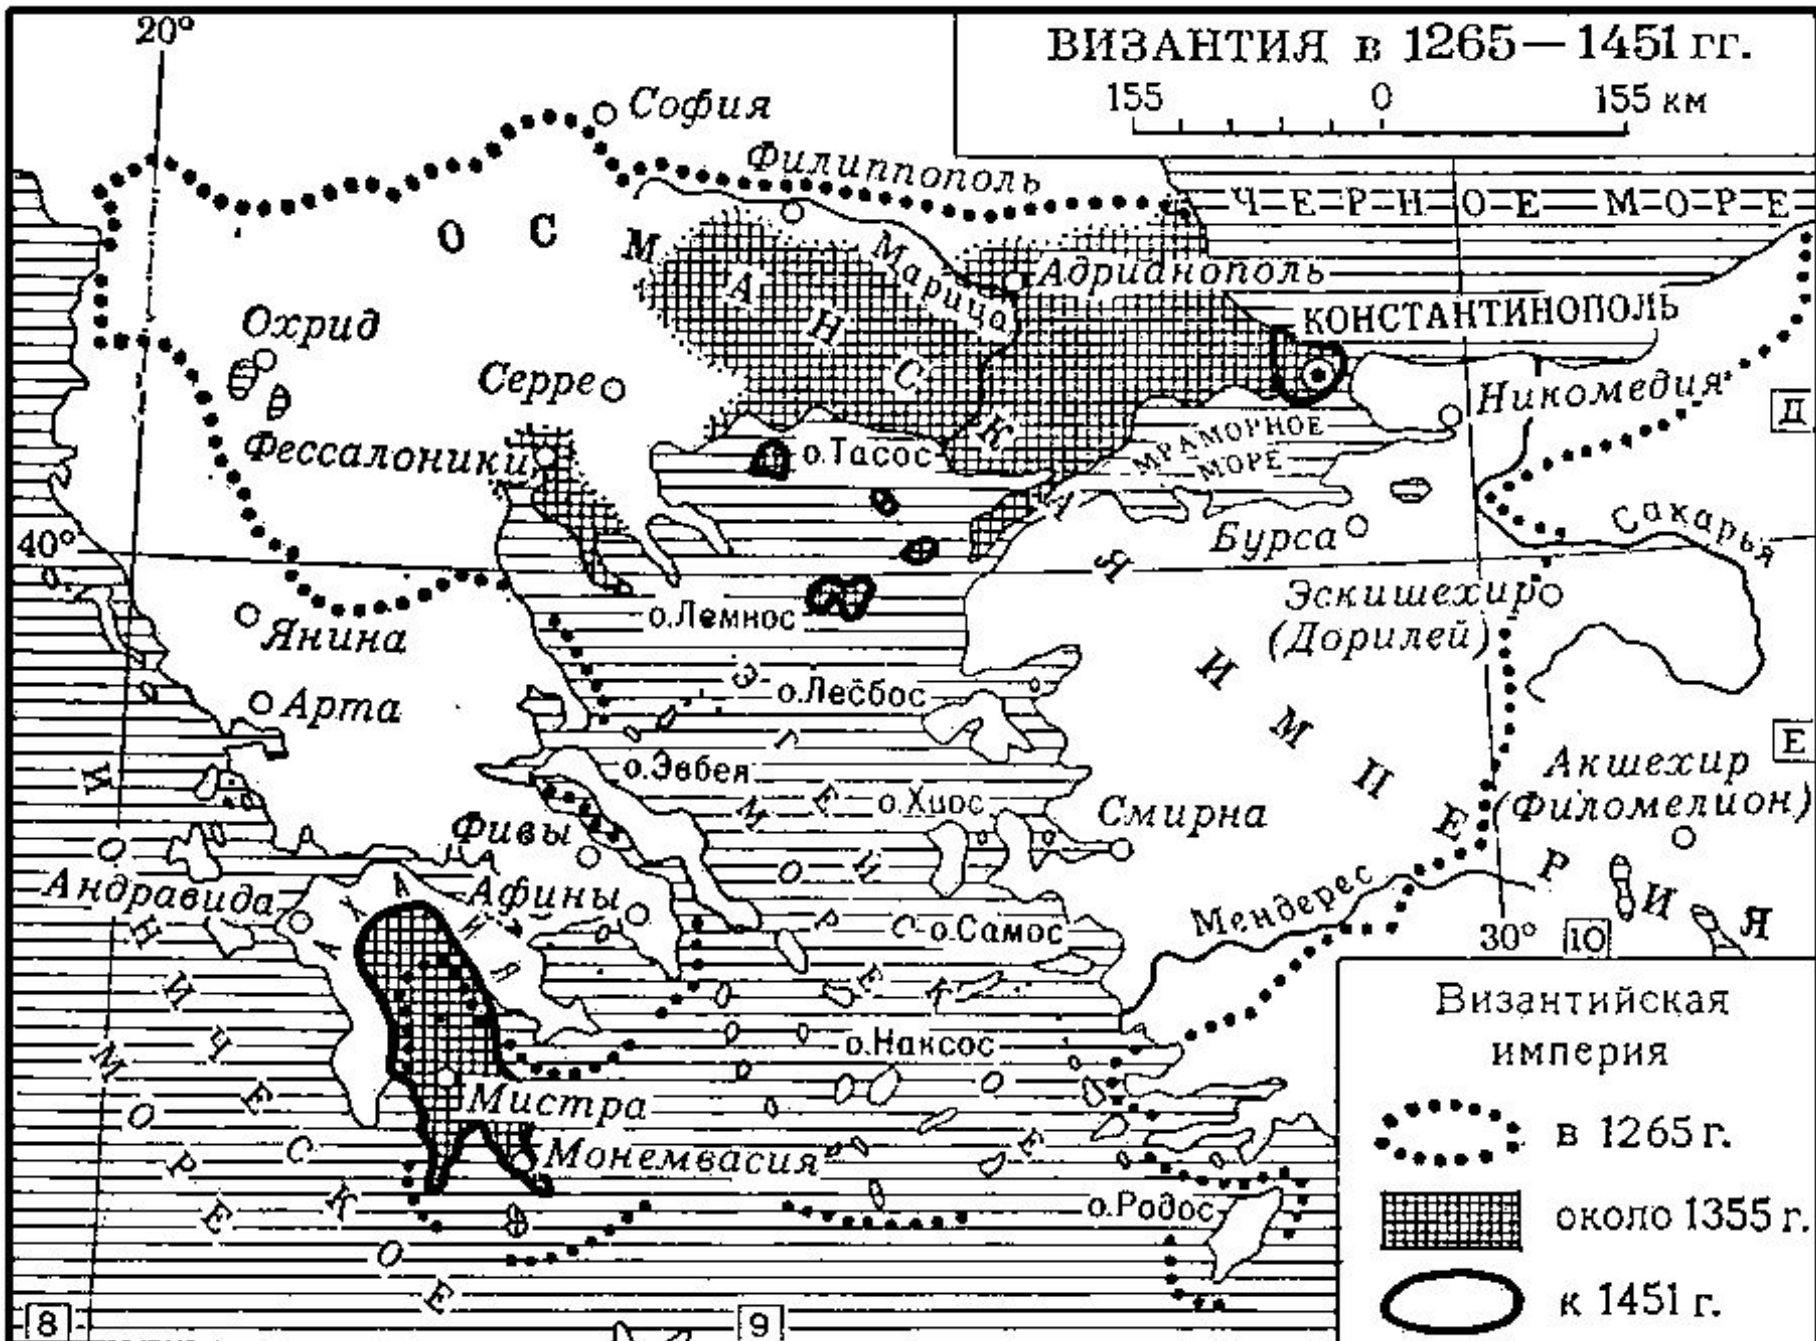 20°
ВИЗАНТИЯ в 1265—1451 гг.
155 0 155 км
София
Филиппополь
ЧЕРНОЕ МОРЕ
ОСМАНСКАЯ ИМПЕРИЯ
Марица
Адрианополь
КОНСТАНТИНОПОЛЬ
Охрид
Серре
Никомедия
Д
Фессалоники
о.Тасос
МРАМОРНОЕ
МОРЕ
40°
Бурса
Сакарья
Эскишехир
(Дорилей)
о.Лемнос
Янина
Арта
о.Лесбос
ЭГЕЙСКОЕ
МОРЕ
Е
о.Эвбея
о.Хиос
Смирна
Акшехир
(Филомелион)
Фивы
ИОНИЧЕСКОЕ
МОРЕ
Андравида
АХАИЯ
Афины
о.Самос
Мендерес
30°
10
о.Наксос
Мистра
Монемвасия
о.Родос
Византийская
империя
в 1265 г.
около 1355 г.
к 1451 г.
8
9